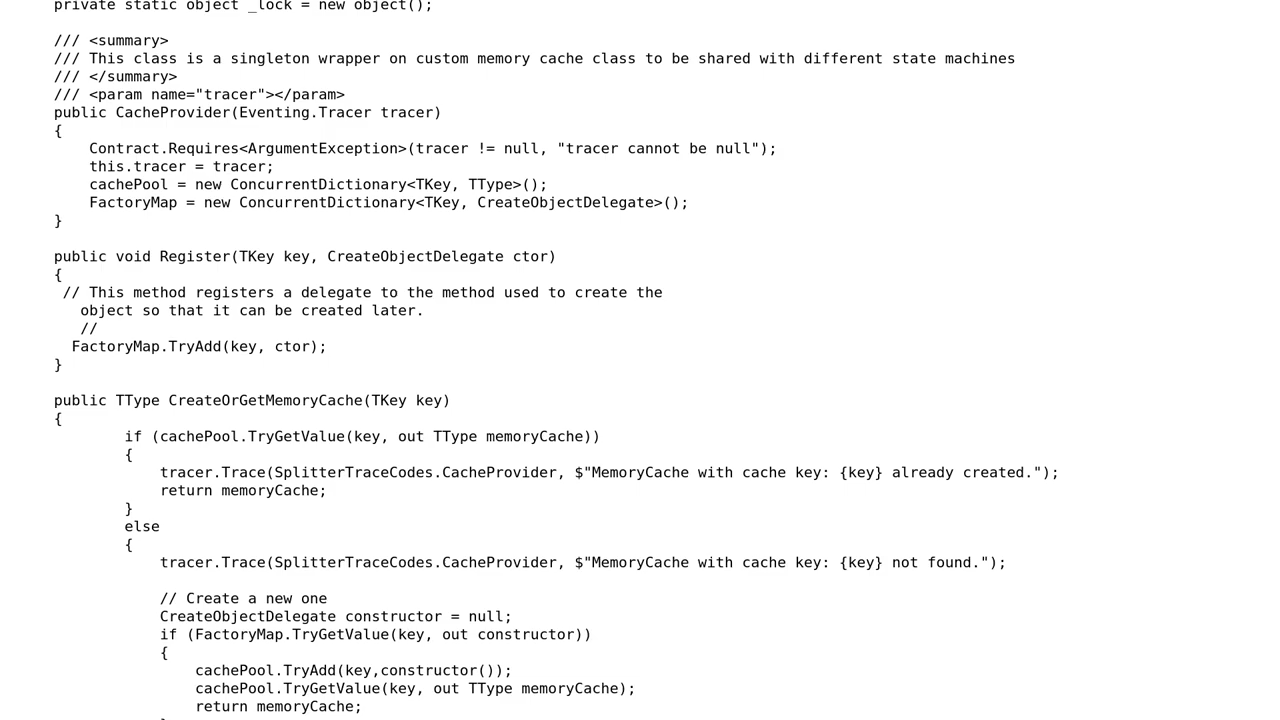 private static object _lock = new object();
/// <summary>
/// This class is a singleton wrapper on custom memory cache class to be shared with different state machines
/// </summary>
/// <param name="tracer"></param>
public CacheProvider(Eventing.Tracer tracer)
{
Contract.Requires<ArgumentException>(tracer != null, "tracer cannot be null");
this.tracer = tracer;
cachePool = new ConcurrentDictionary<TKey, TType>();
FactoryMap = new ConcurrentDictionary<TKey, CreateObjectDelegate>();
}
public void Register(TKey key, CreateObjectDelegate ctor)
{
// This method registers a delegate to the method used to create the
object so that it can be created later.
//
FactoryMap.TryAdd(key, ctor);
}
public TType CreateOrGetMemoryCache(TKey key)
{
if (cachePool.TryGetValue(key, out TType memoryCache))
{
tracer.Trace(SplitterTraceCodes.CacheProvider, $"MemoryCache with cache key: {key} already created.");
return memoryCache;
}
else
{
tracer.Trace(SplitterTraceCodes.CacheProvider, $"MemoryCache with cache key: {key} not found.");
// Create a new one
CreateObjectDelegate constructor = null;
if (FactoryMap.TryGetValue(key, out constructor))
{
cachePool.TryAdd(key,constructor());
cachePool.TryGetValue(key, out TType memoryCache);
return memoryCache;